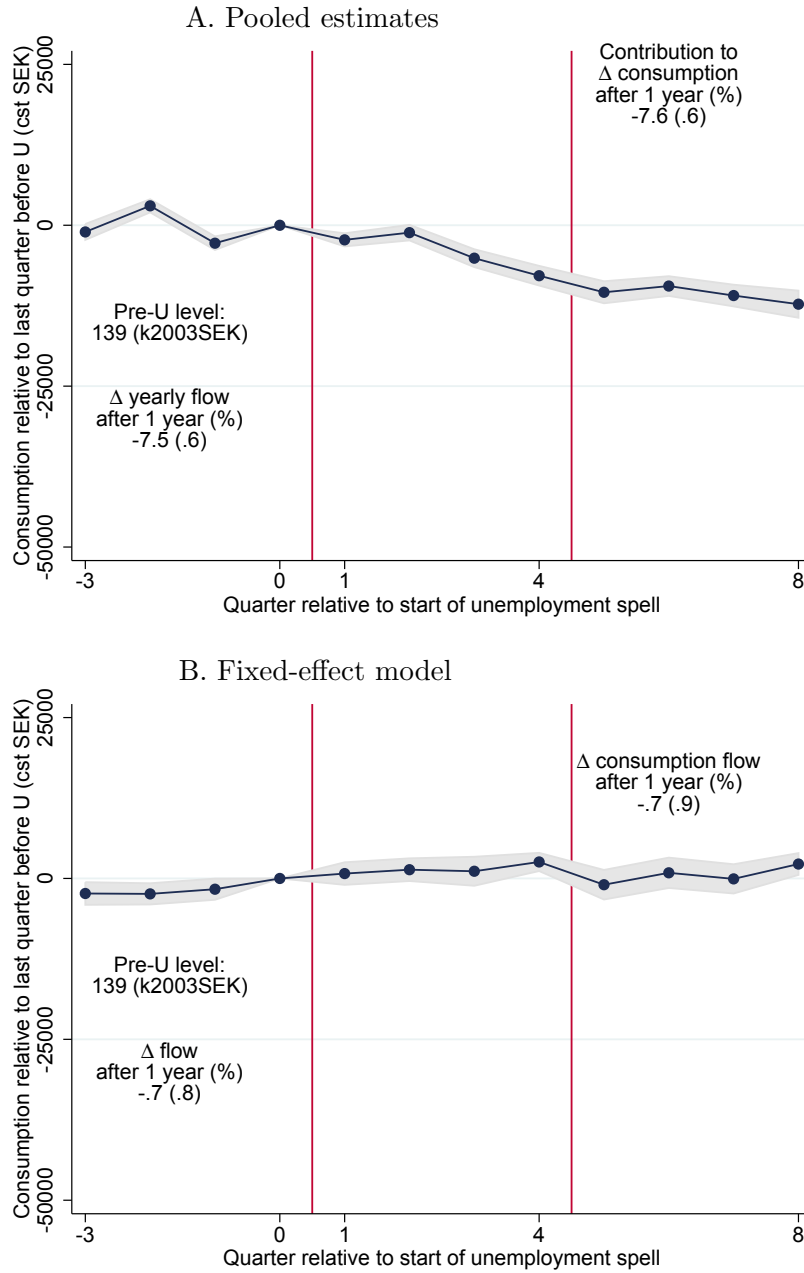 A. Pooled estimates
Consumption relative to last quarter before U (cst SEK)
25000
0
-25000
-50000
Contribution to
Δ consumption
after 1 year (%)
-7.6 (.6)
Pre-U level:
139 (k2003SEK)
Δ yearly flow
after 1 year (%)
-7.5 (.6)
-3 0 1 4 8
Quarter relative to start of unemployment spell
B. Fixed-effect model
Consumption relative to last quarter before U (cst SEK)
25000
0
-25000
-50000
Δ consumption flow
after 1 year (%)
-.7 (.9)
Pre-U level:
139 (k2003SEK)
Δ flow
after 1 year (%)
-.7 (.8)
-3 0 1 4 8
Quarter relative to start of unemployment spell